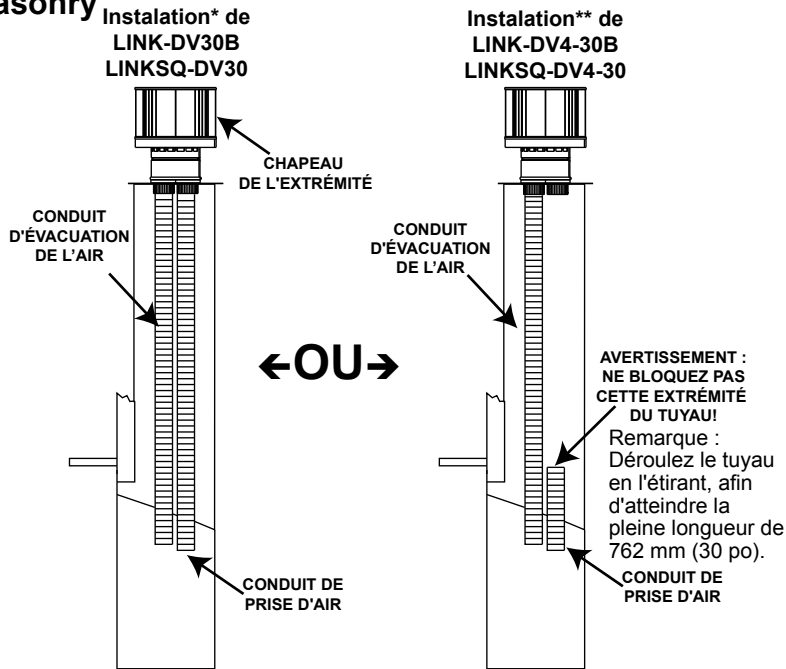 asonry
Instalation* de
LINK-DV30B
LINKSQ-DV30
CHAPEAU
DE L'EXTRÉMITÉ
CONDUIT
D'ÉVACUATION
DE L’AIR
CONDUIT DE
PRISE D'AIR
←OU→
Instalation** de
LINK-DV4-30B
LINKSQ-DV4-30
CONDUIT
D'ÉVACUATION
DE L’AIR
AVERTISSEMENT :
NE BLOQUEZ PAS
CETTE EXTRÉMITÉ
DU TUYAU!
Remarque :
Déroulez le tuyau
en l'étirant, afin
d'atteindre la
pleine longueur de
762 mm (30 po).
CONDUIT DE
PRISE D'AIR